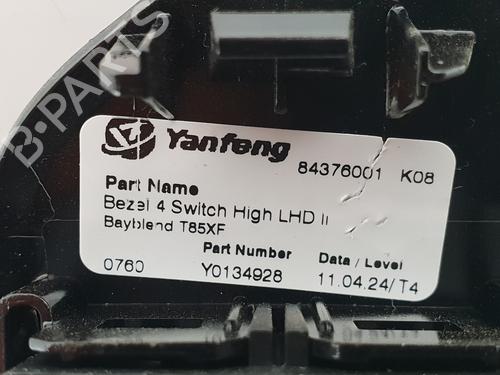 B-PARTS
Yanfeng
84376001 K08
Part Name
Bezel 4 Switch High LHD II
Bayblend T85XF
Part Number Data / Level
0760 Y0134928 11.04.24/T4